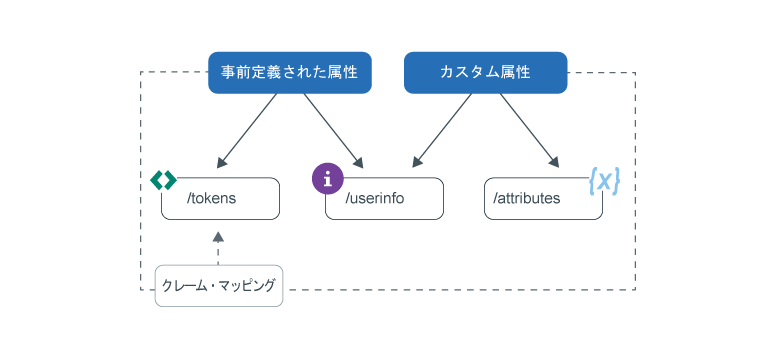 事前定義された属性
カスタム属性
/tokens
/userinfo
/attributes
{x}
クレーム・マッピング